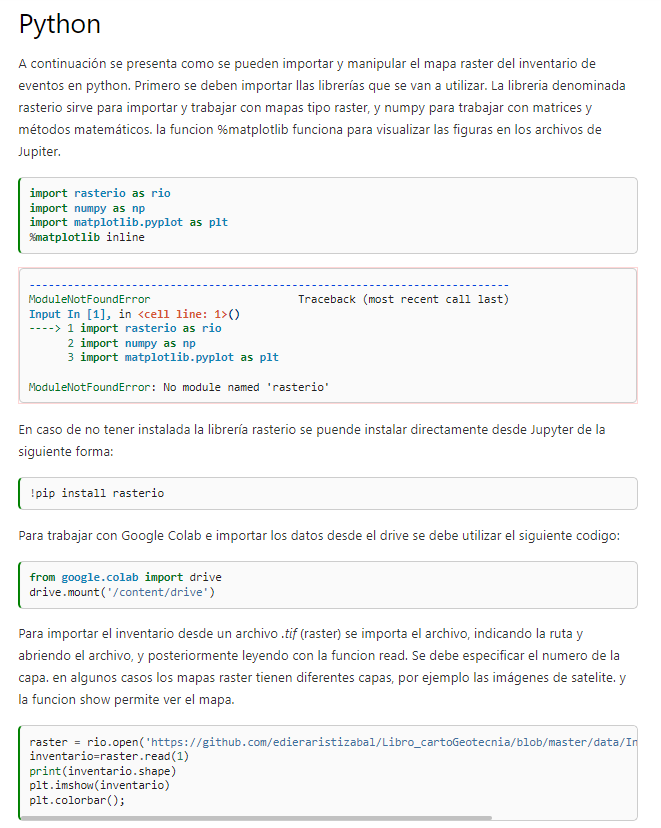 Python
A continuación se presenta como se pueden importar y manipular el mapa raster del inventario de
eventos en python. Primero se deben importar llas librerías que se van a utilizar. La libreria denominada
rasterio sirve para importar y trabajar con mapas tipo raster, y numpy para trabajar con matrices y
métodos matemáticos. la funcion %matplotlib funciona para visualizar las figuras en los archivos de
Jupiter.
import rasterio as rio
import numpy as np
import matplotlib.pyplot as plt
%matplotlib inline
---------------------------------------------------------------------------
ModuleNotFoundError                       Traceback (most recent call last)
Input In [1], in <cell line: 1>()
----> 1 import rasterio as rio
      2 import numpy as np
      3 import matplotlib.pyplot as plt
ModuleNotFoundError: No module named 'rasterio'
En caso de no tener instalada la librería rasterio se puende instalar directamente desde Jupyter de la
siguiente forma:
!pip install rasterio
Para trabajar con Google Colab e importar los datos desde el drive se debe utilizar el siguiente codigo:
from google.colab import drive
drive.mount('/content/drive')
Para importar el inventario desde un archivo .tif (raster) se importa el archivo, indicando la ruta y
abriendo el archivo, y posteriormente leyendo con la funcion read. Se debe especificar el numero de la
capa. en algunos casos los mapas raster tienen diferentes capas, por ejemplo las imágenes de satelite. y
la funcion show permite ver el mapa.
raster = rio.open('https://github.com/edieraristizabal/Libro_cartoGeotecnia/blob/master/data/In
inventario=raster.read(1)
print(inventario.shape)
plt.imshow(inventario)
plt.colorbar();